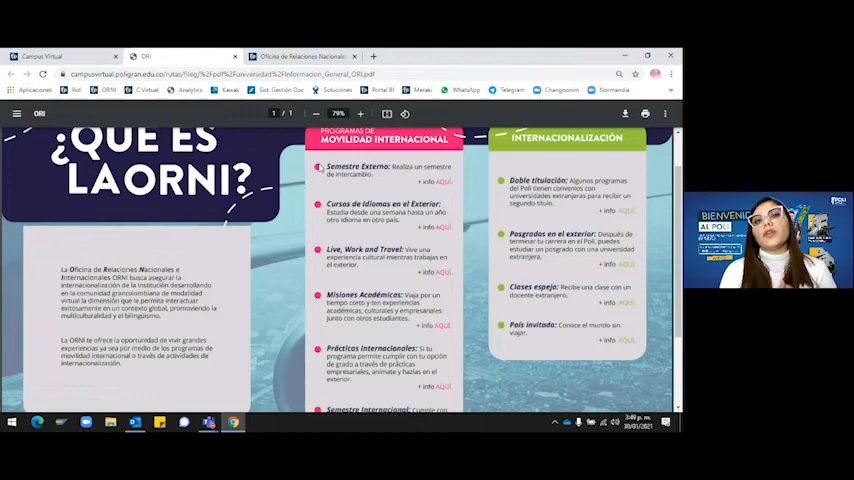 Campus Virtual
ORI
Oficina de Relaciones Nacionale
campusvirtual.poligran.edu.co/rutas/fileg/%2Fpdf%2Funiversidad%2Finformacion_General_ORI.pdf
Aplicaciones
Poli
ORNI
C.Virtual
Analytics
Kawak
Sist. Gestión Doc
Soluciones
Portal BI
Meraki
WhatsApp
Telegram
Changnonim
Normandía
ORI
1 / 1
79%
¿QUÉ ES
LAORNI?
La Oficina de Relaciones Nacionales e
Internacionales ORNI busca asegurar la
internacionalización de la institución desarrollando
en la comunidad grancolombiana de modalidad
virtual la dimensión que le permita interactuar
exitosamente en un contexto global, promoviendo la
multiculturalidad y el bilingüismo.
La ORNI te ofrece la oportunidad de vivir grandes
experiencias ya sea por medio de los programas de
movilidad internacional o través de actividades de
internacionalización.
PROGRAMAS DE
MOVILIDAD INTERNACIONAL
Semestre Externo: Realiza un semestre
de intercambio.
+ info AQUÍ.
Cursos de Idiomas en el Exterior:
Estudia desde una semana hasta un año
otro idioma en otro país.
+ info AQUÍ.
Live, Work and Travel: Vive una
experiencia cultural mientras trabajas en
el exterior.
+ info AQUÍ.
Misiones Académicas: Viaja por un
tiempo corto y ten experiencias
académicas, culturales y empresariales
junto con otros estudiantes.
+ info AQUÍ.
Prácticas Internacionales: Si tu
programa permite cumplir con tu opción
de grado a través de prácticas
empresariales, anímate y hazlas en el
exterior.
+ info AQUÍ.
Semestre Internacional: Cumple con
INTERNACIONALIZACIÓN
Doble titulación: Algunos programas
del Poli tienen convenios con
universidades extranjeras para recibir un
segundo título.
+ info AQUÍ.
Posgrados en el exterior: Después de
terminar tu carrera en el Poli, puedes
estudiar un posgrado con una universidad
extranjera.
+ info AQUÍ.
Clases espejo: Recibe una clase con un
docente extranjero.
+ info AQUÍ.
País invitado: Conoce el mundo sin
viajar.
+ info AQUÍ.
BIENVENID
AL POLI
POLI
3:49 p. m.
30/01/2021